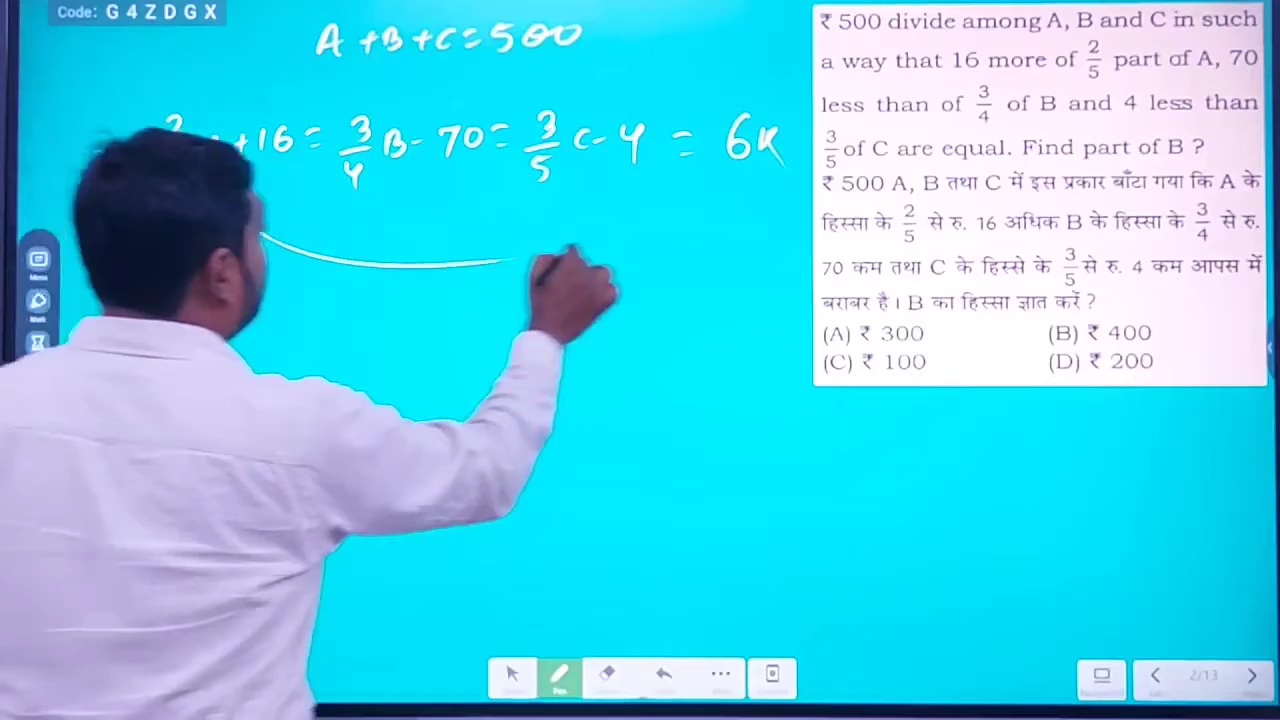 Code: G 4 Z D G X
A + B + C = 500
+ 16 = 3/4 B - 70 = 3/5 C - 4 = 6K
₹ 500 divide among A, B and C in such
a way that 16 more of 2/5 part of A, 70
less than of 3/4 of B and 4 less than
3/5 of C are equal. Find part of B ?
₹ 500 A, B तथा C में इस प्रकार बाँटा गया कि A के
हिस्सा के 2/5 से रु. 16 अधिक B के हिस्सा के 3/4 से रु.
70 कम तथा C के हिस्से के 3/5 से रु. 4 कम आपस में
बराबर है। B का हिस्सा ज्ञात करें ?
(A) ₹ 300 (B) ₹ 400
(C) ₹ 100 (D) ₹ 200
Menu
Pen
2/13